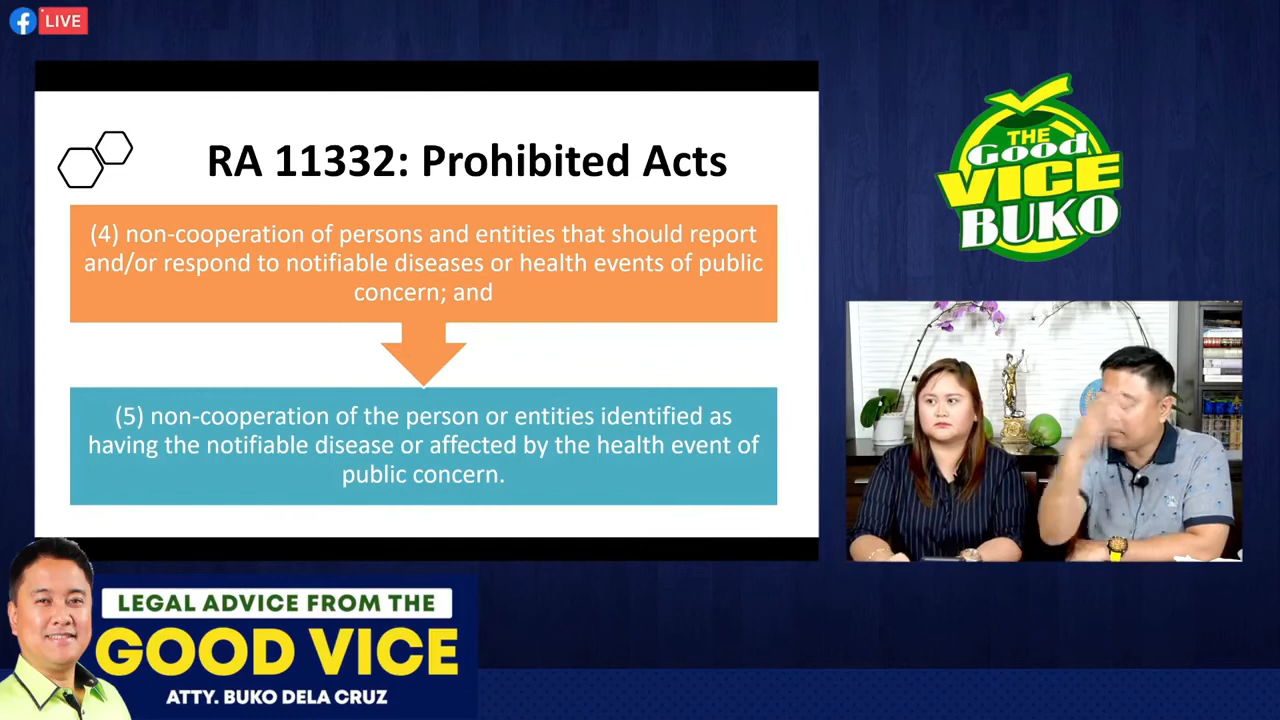 LIVE
RA 11332: Prohibited Acts
(4) non-cooperation of persons and entities that should report
and/or respond to notifiable diseases or health events of public
concern; and
(5) non-cooperation of the person or entities identified as
having the notifiable disease or affected by the health event of
public concern.
THE
Good
VICE
BUKO
LEGAL ADVICE FROM THE
GOOD VICE
ATTY. BUKO DELA CRUZ